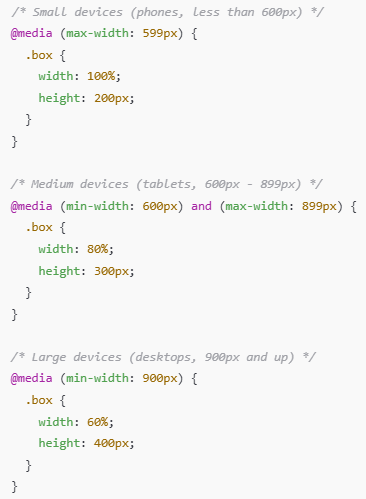 /* Small devices (phones, less than 600px) */
@media (max-width: 599px) {
  .box {
    width: 100%;
    height: 200px;
  }
}

/* Medium devices (tablets, 600px - 899px) */
@media (min-width: 600px) and (max-width: 899px) {
  .box {
    width: 80%;
    height: 300px;
  }
}

/* Large devices (desktops, 900px and up) */
@media (min-width: 900px) {
  .box {
    width: 60%;
    height: 400px;
  }
}